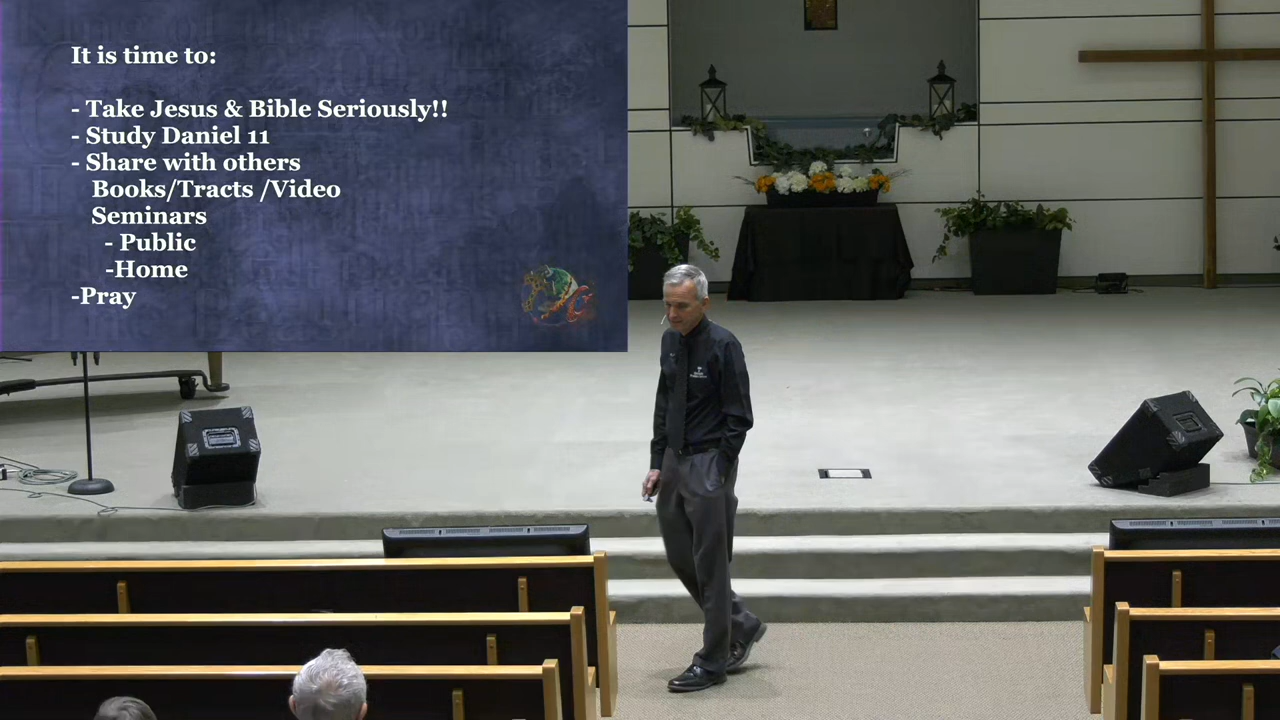 It is time to:
- Take Jesus & Bible Seriously!!
- Study Daniel 11
- Share with others
Books/Tracts /Video
Seminars
- Public
-Home
-Pray